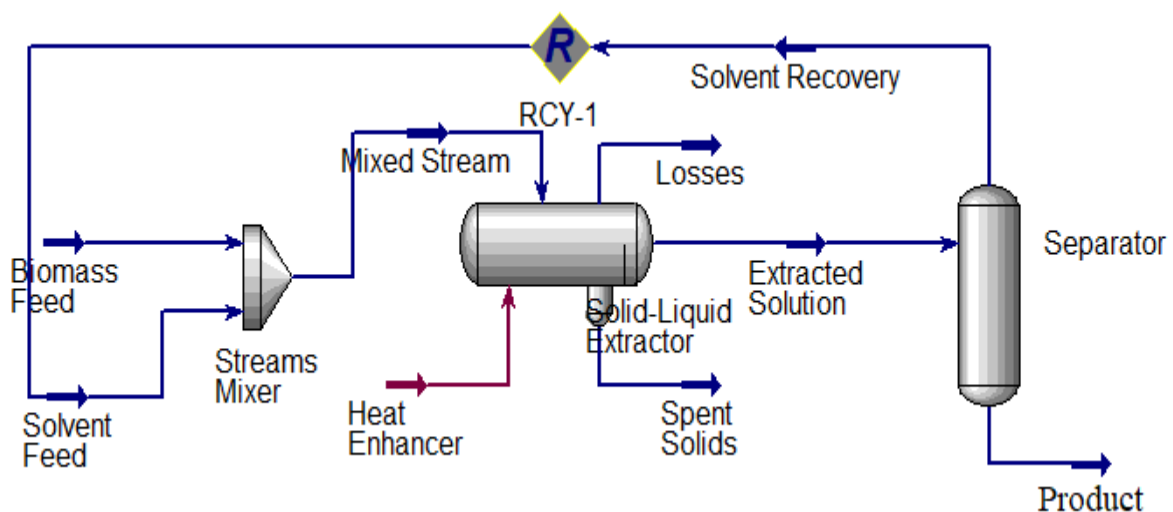 R
Solvent Recovery
RCY-1
Mixed Stream
Losses
Biomass
Feed
Extracted
Solution
Separator
Solid-Liquid
Extractor
Streams
Mixer
Solvent
Feed
Heat
Enhancer
Spent
Solids
Product